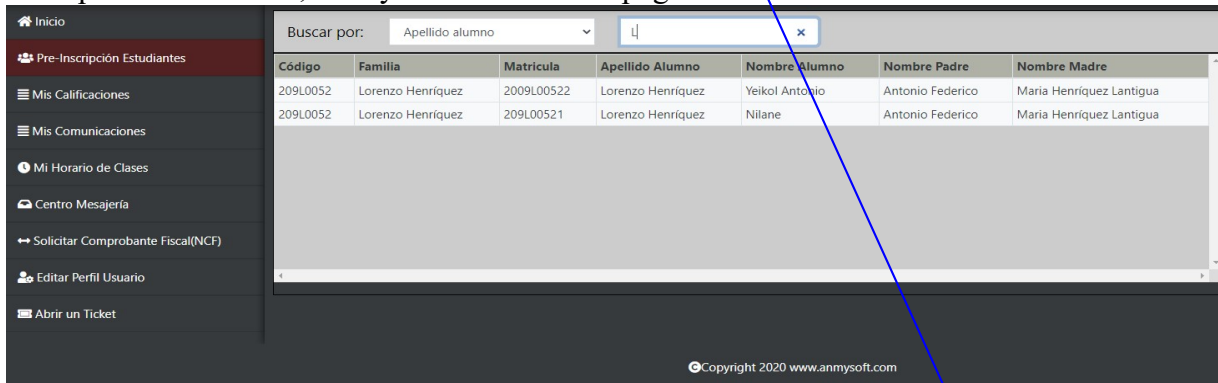 Inicio
Pre-Inscripción Estudiantes
Mis Calificaciones
Mis Comunicaciones
Mi Horario de Clases
Centro Mesajería
Solicitar Comprobante Fiscal(NCF)
Editar Perfil Usuario
Abrir un Ticket
Buscar por: Apellido alumno L
Código Familia Matricula Apellido Alumno Nombre Alumno Nombre Padre Nombre Madre
209L0052 Lorenzo Henríquez 2009L00522 Lorenzo Henríquez Yeikol Antonio Antonio Federico Maria Henríquez Lantigua
209L0052 Lorenzo Henríquez 209L00521 Lorenzo Henríquez Nilane Antonio Federico Maria Henríquez Lantigua
Copyright 2020 www.anmysoft.com